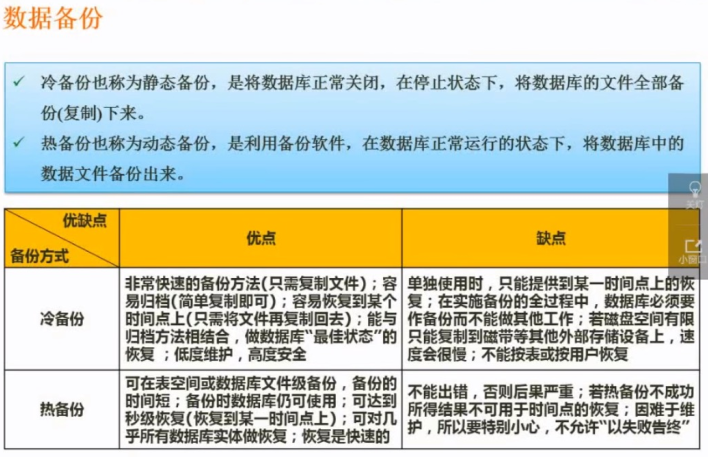 数据备份
✓ 冷备份也称为静态备份，是将数据库正常关闭，在停止状态下，将数据库的文件全部备
份(复制)下来。
✓ 热备份也称为动态备份，是利用备份软件，在数据库正常运行的状态下，将数据库中的
数据文件备份出来。
关灯
小窗口
优缺点
备份方式
优点
缺点
冷备份
非常快速的备份方法(只需复制文件)；容
易归档(简单复制即可)；容易恢复到某个
时间点上(只需将文件再复制回去)；能与
归档方法相结合，做数据库“最佳状态”的
恢复；低度维护，高度安全
单独使用时，只能提供到某一时间点上的恢
复；在实施备份的全过程中，数据库必须要
作备份而不能做其他工作；若磁盘空间有限
只能复制到磁带等其他外部存储设备上，速
度会很慢；不能按表或按用户恢复
热备份
可在表空间或数据库文件级备份，备份的
时间短；备份时数据库仍可使用；可达到
秒级恢复(恢复到某一时间点上)；可对几
乎所有数据库实体做恢复；恢复是快速的
不能出错，否则后果严重；若热备份不成功
所得结果不可用于时间点的恢复；因难于维
护，所以要特别小心，不允许“以失败告终”